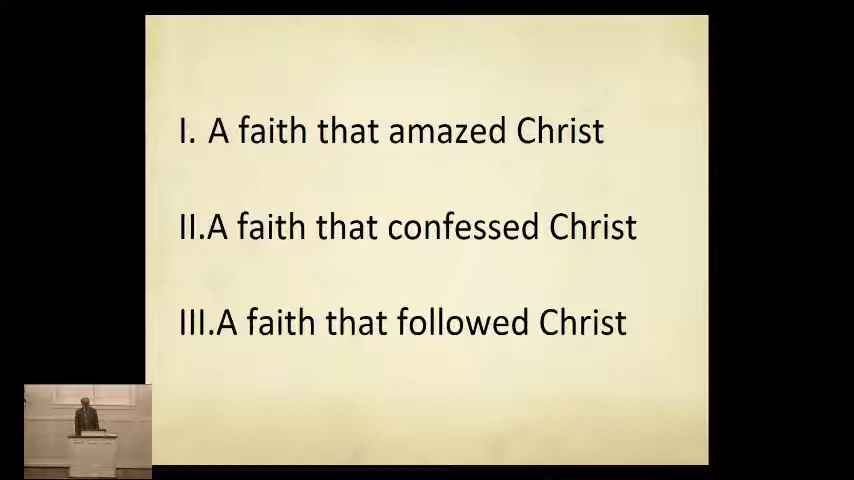 I. A faith that amazed Christ
II.A faith that confessed Christ
III.A faith that followed Christ